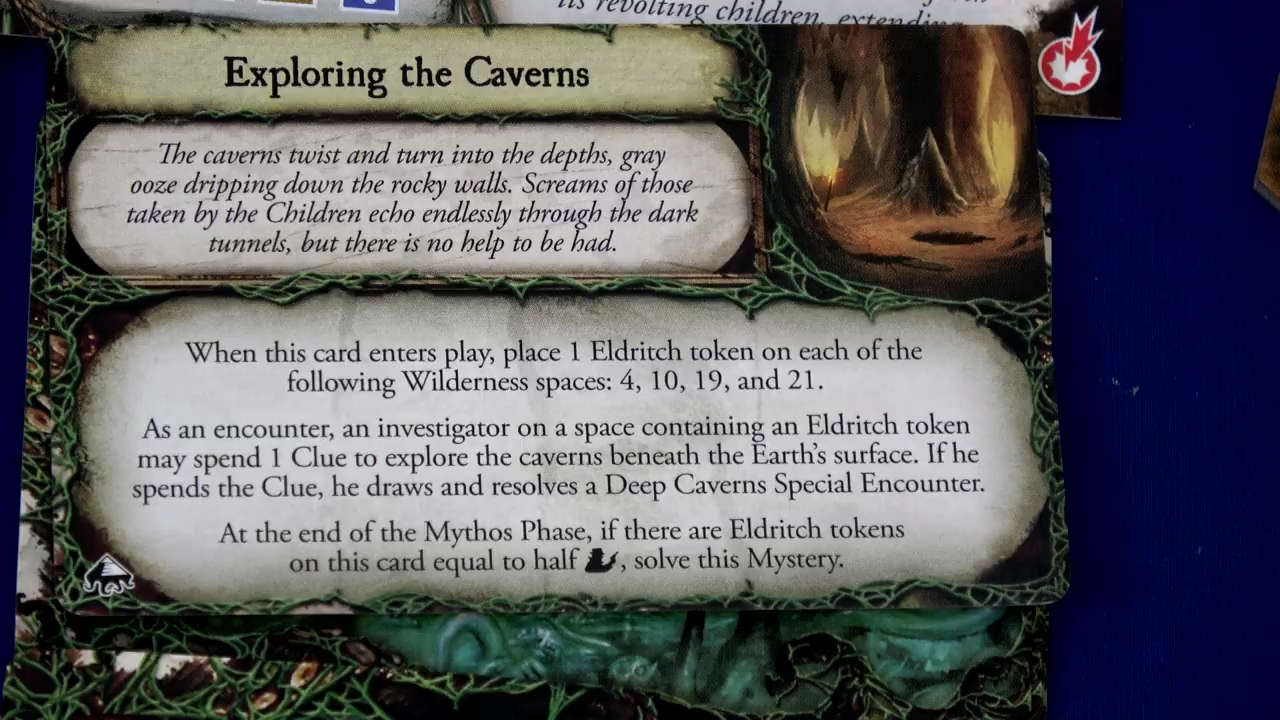 its revolting children, extending
Exploring the Caverns
The caverns twist and turn into the depths, gray
ooze dripping down the rocky walls. Screams of those
taken by the Children echo endlessly through the dark
tunnels, but there is no help to be had.
When this card enters play, place 1 Eldritch token on each of the
following Wilderness spaces: 4, 10, 19, and 21.
As an encounter, an investigator on a space containing an Eldritch token
may spend 1 Clue to explore the caverns beneath the Earth's surface. If he
spends the Clue, he draws and resolves a Deep Caverns Special Encounter.
At the end of the Mythos Phase, if there are Eldritch tokens
on this card equal to half , solve this Mystery.